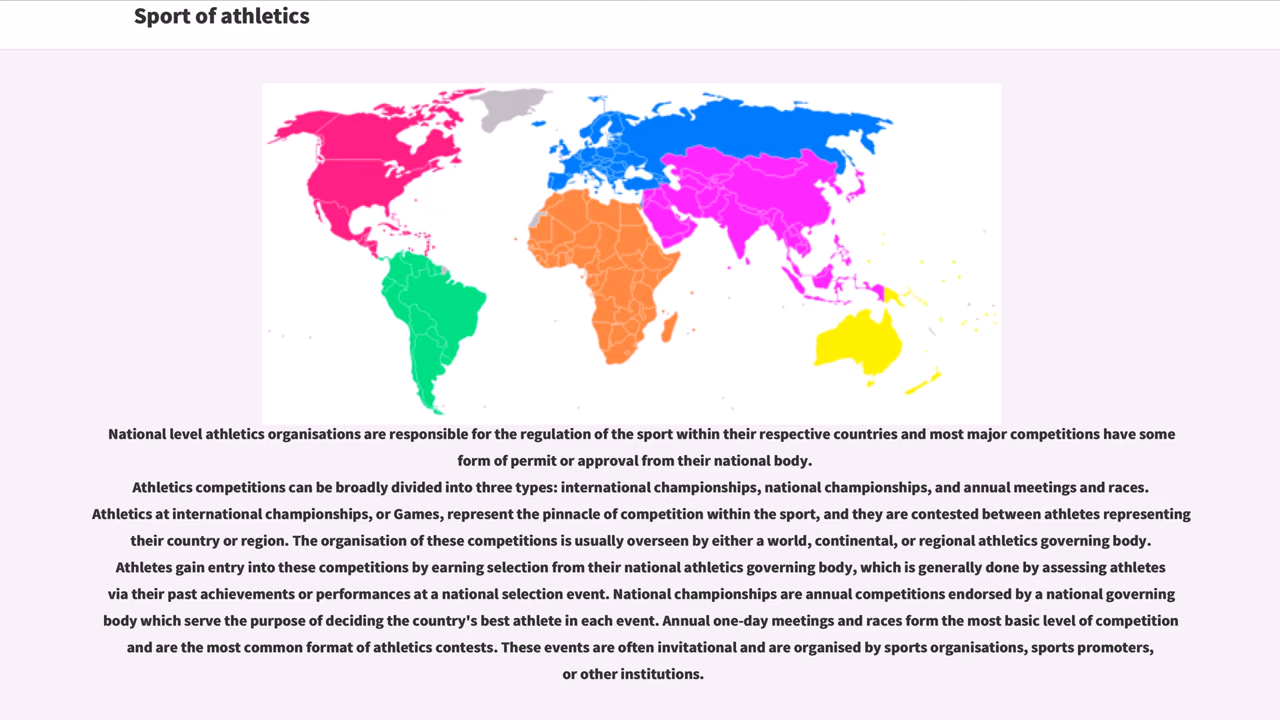 Sport of athletics
National level athletics organisations are responsible for the regulation of the sport within their respective countries and most major competitions have some
form of permit or approval from their national body.
Athletics competitions can be broadly divided into three types: international championships, national championships, and annual meetings and races.
Athletics at international championships, or Games, represent the pinnacle of competition within the sport, and they are contested between athletes representing
their country or region. The organisation of these competitions is usually overseen by either a world, continental, or regional athletics governing body.
Athletes gain entry into these competitions by earning selection from their national athletics governing body, which is generally done by assessing athletes
via their past achievements or performances at a national selection event. National championships are annual competitions endorsed by a national governing
body which serve the purpose of deciding the country's best athlete in each event. Annual one-day meetings and races form the most basic level of competition
and are the most common format of athletics contests. These events are often invitational and are organised by sports organisations, sports promoters,
or other institutions.